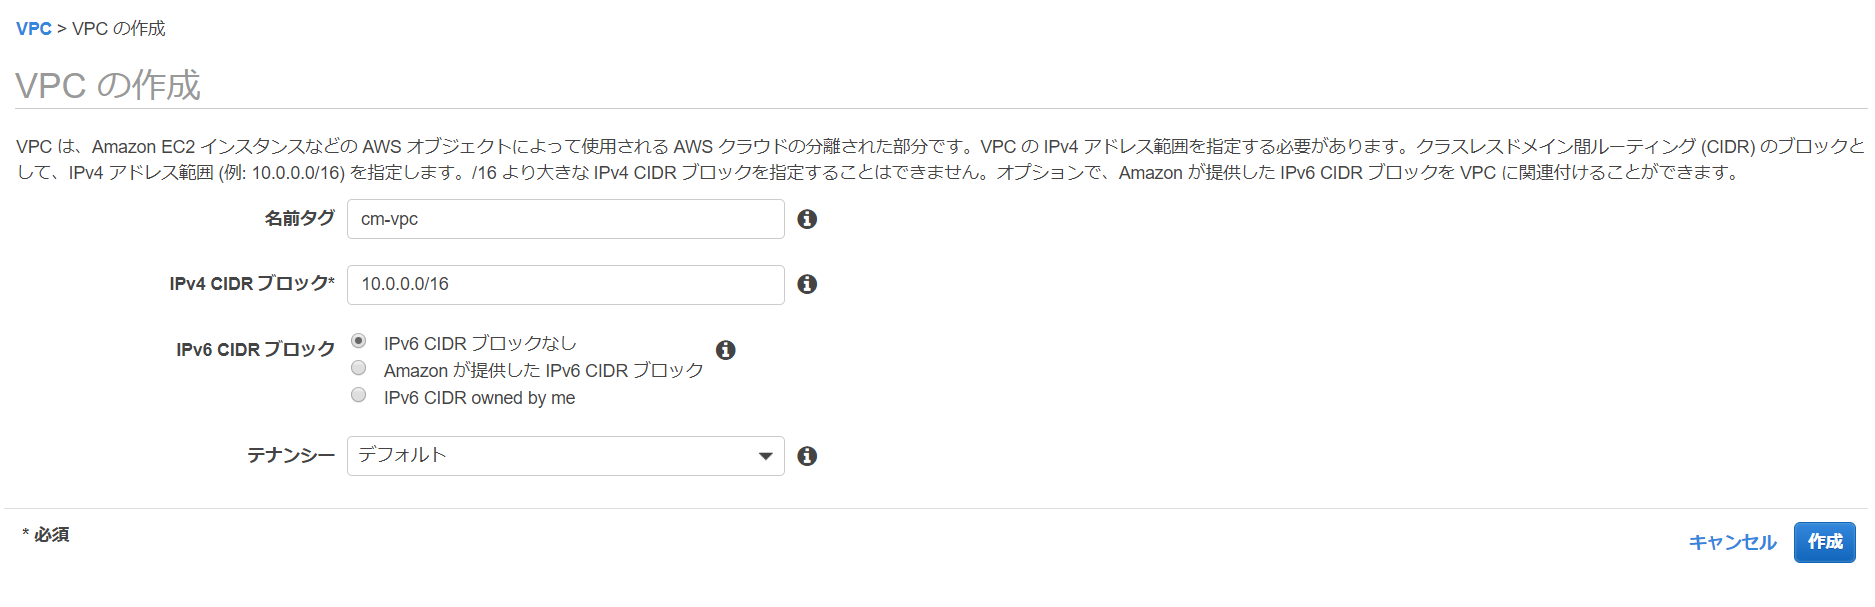 VPC > VPC の作成
VPC の作成
VPC は、Amazon EC2 インスタンスなどの AWS オブジェクトによって使用される AWS クラウドの分離された部分です。VPC の IPv4 アドレス範囲を指定する必要があります。クラスレスドメイン間ルーティング (CIDR) のブロックと
して、IPv4 アドレス範囲 (例: 10.0.0.0/16) を指定します。/16 より大きな IPv4 CIDR ブロックを指定することはできません。オプションで、Amazon が提供した IPv6 CIDR ブロックを VPC に関連付けることができます。
名前タグ cm-vpc
IPv4 CIDR ブロック* 10.0.0.0/16
IPv6 CIDR ブロック IPv6 CIDR ブロックなし
Amazon が提供した IPv6 CIDR ブロック
IPv6 CIDR owned by me
テナンシー デフォルト
* 必須
キャンセル 作成